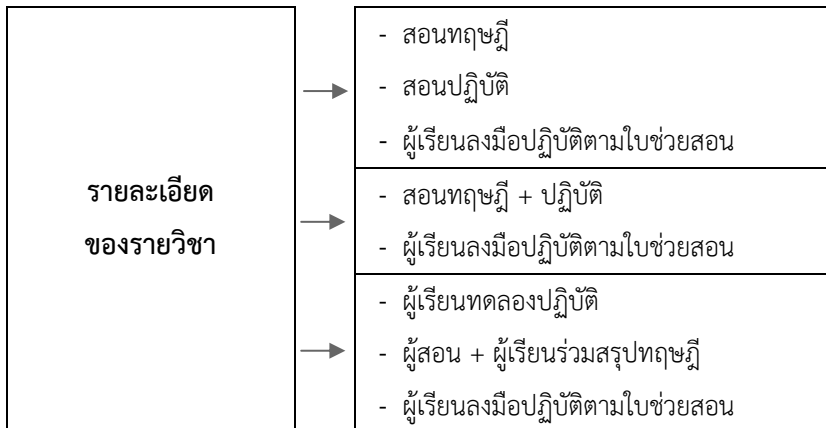 รายละเอียด
ของรายวิชา
- สอนทฤษฎี
- สอนปฏิบัติ
- ผู้เรียนลงมือปฏิบัติตามใบช่วยสอน
- สอนทฤษฎี + ปฏิบัติ
- ผู้เรียนลงมือปฏิบัติตามใบช่วยสอน
- ผู้เรียนทดลองปฏิบัติ
- ผู้สอน + ผู้เรียนร่วมสรุปทฤษฎี
- ผู้เรียนลงมือปฏิบัติตามใบช่วยสอน